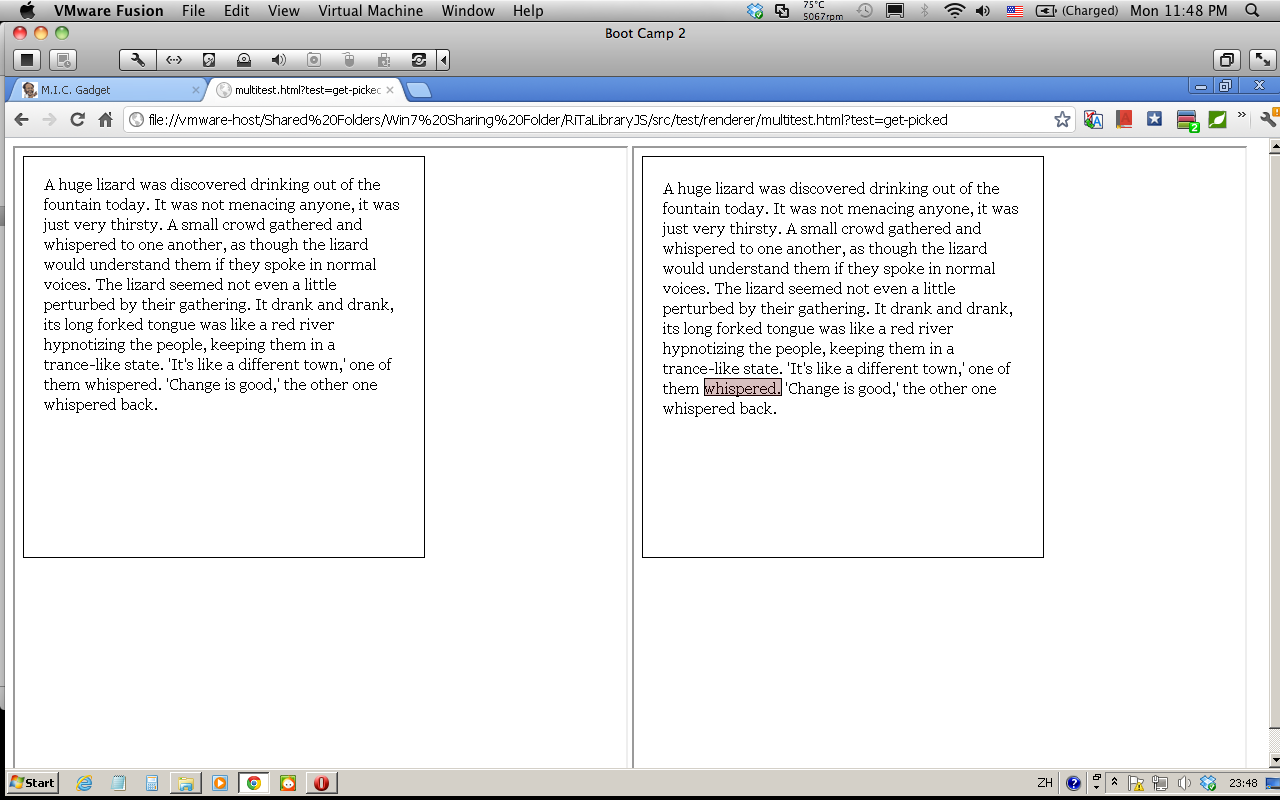 VMware Fusion File Edit View Virtual Machine Window Help 75°C 5067rpm (Charged) Mon 11:48 PM
Boot Camp 2
M.I.C. Gadget
multitest.html?test=get-picked
file://vmware-host/Shared%20Folders/Win7%20Sharing%20Folder/RiTaLibraryJS/src/test/renderer/multitest.html?test=get-picked
2
A huge lizard was discovered drinking out of the
fountain today. It was not menacing anyone, it was
just very thirsty. A small crowd gathered and
whispered to one another, as though the lizard
would understand them if they spoke in normal
voices. The lizard seemed not even a little
perturbed by their gathering. It drank and drank,
its long forked tongue was like a red river
hypnotizing the people, keeping them in a
trance-like state. 'It's like a different town,' one of
them whispered. 'Change is good,' the other one
whispered back.
A huge lizard was discovered drinking out of the
fountain today. It was not menacing anyone, it was
just very thirsty. A small crowd gathered and
whispered to one another, as though the lizard
would understand them if they spoke in normal
voices. The lizard seemed not even a little
perturbed by their gathering. It drank and drank,
its long forked tongue was like a red river
hypnotizing the people, keeping them in a
trance-like state. 'It's like a different town,' one of
them whispered. 'Change is good,' the other one
whispered back.
Start ZH 23:48